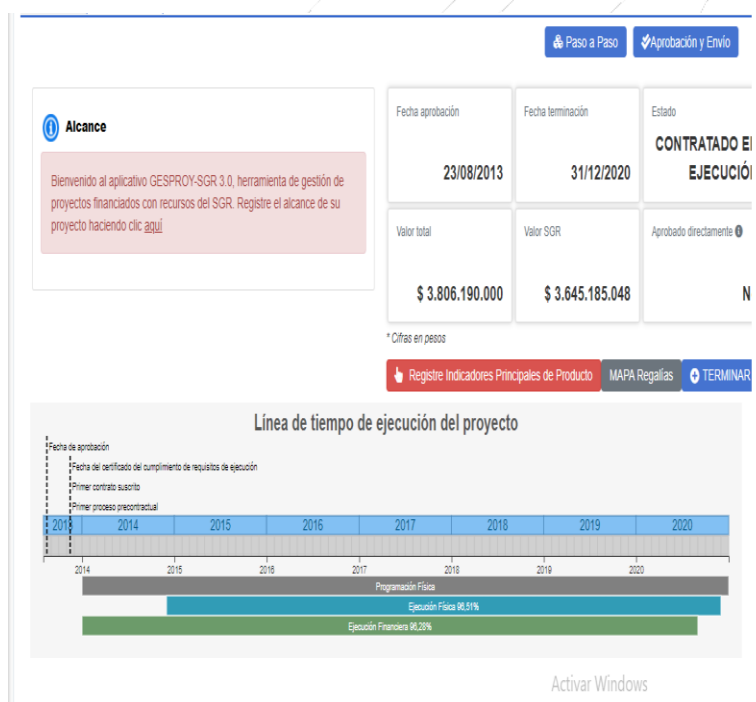 Paso a Paso
Aprobación y Envío
Alcance
Bienvenido al aplicativo GESPROY-SGR 3.0, herramienta de gestión de
proyectos financiados con recursos del SGR. Registre el alcance de su
proyecto haciendo clic aquí
Fecha aprobación
23/08/2013
Fecha terminación
31/12/2020
Estado
CONTRATADO E
EJECUCIÓ
Valor total
$ 3.806.190.000
Valor SGR
$ 3.645.185.048
Aprobado directamente
N
* Cifras en pesos
Registre Indicadores Principales de Producto
MAPA Regalías
TERMINAR
Línea de tiempo de ejecución del proyecto
Fecha de aprobación
Fecha del certificado del cumplimiento de requisitos de ejecución
Primer contrato suscrito
Primer proceso precontractual
2013 2014 2015 2016 2017 2018 2019 2020
2014 2015 2016 2017 2018 2019 2020
Programación Física
Ejecución Física 96,51%
Ejecución Financiera 96,28%
Activar Windows